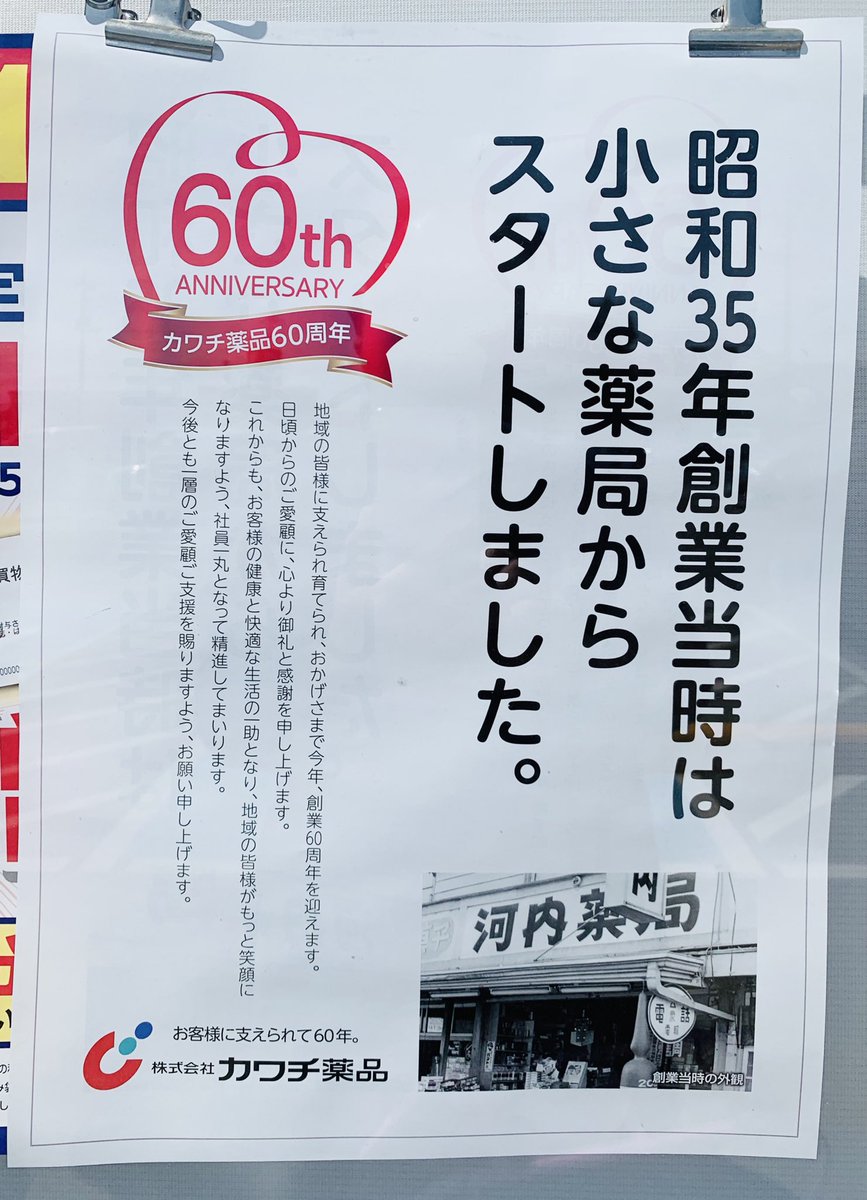 昭和35年創業当時は
小さな薬局から
スタートしました。
60th
ANNIVERSARY
カワチ薬品60周年
地域の皆様に支えられ育てられ、おかげさまで今年、創業60周年を迎えます。
日頃からのご愛顧に、心より御礼と感謝を申し上げます。
これからも、お客様の健康と快適な生活の一助となり、地域の皆様がもっと笑顔に
なりますよう、社員一丸となって精進してまいります。
今後とも一層のご愛顧ご支援を賜りますよう、お願い申し上げます。
河内薬局
内
電話
創業当時の外観
お客様に支えられて60年。
株式会社 カワチ薬品
買物